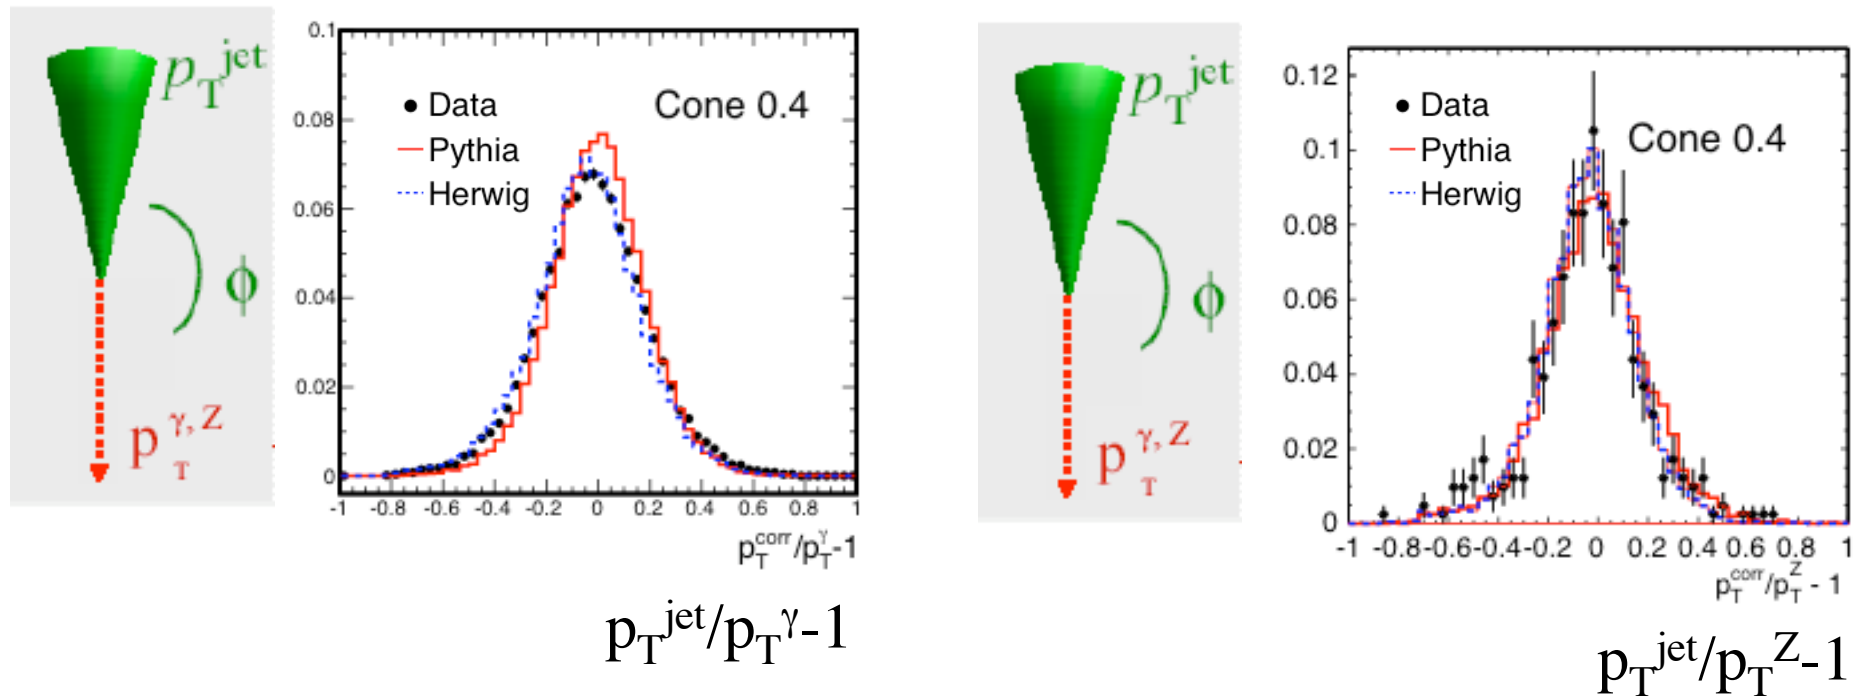 p_T^jet
ϕ
p_T^γ, Z
0.1
0.08
0.06
0.04
0.02
0
Data
Pythia
Herwig
Cone 0.4
-1 -0.8 -0.6 -0.4 -0.2 0 0.2 0.4 0.6 0.8 1
p_T^corr/p_T^γ-1
p_T^jet/p_T^γ-1
p_T^jet
ϕ
p_T^γ, Z
0.12
0.1
0.08
0.06
0.04
0.02
0
Data
Pythia
Herwig
Cone 0.4
-1 -0.8-0.6-0.4-0.2 0 0.2 0.4 0.6 0.8 1
p_T^corr/p_T^Z - 1
p_T^jet/p_T^Z-1